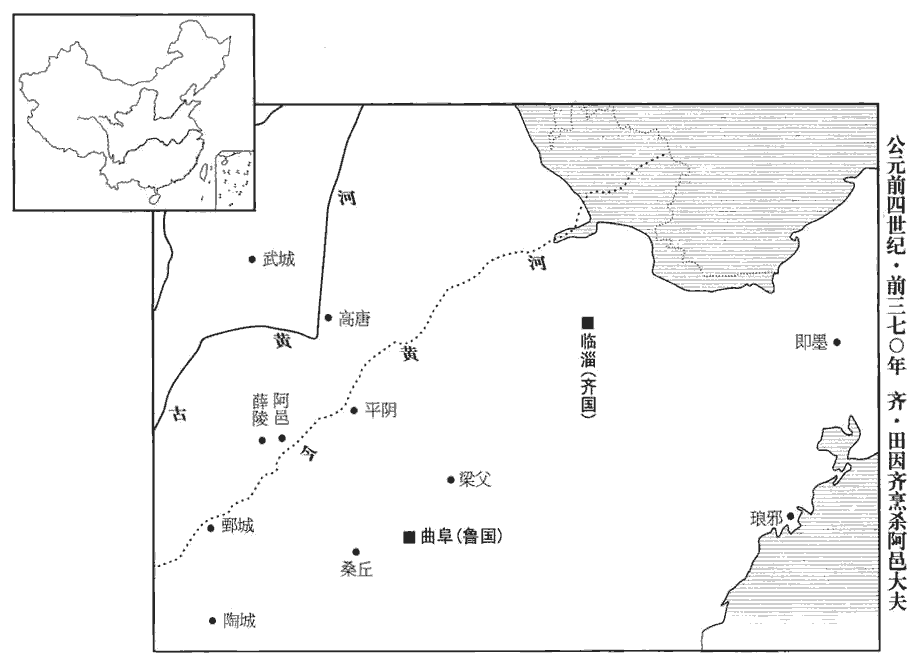 公元前四世纪·前三七〇年 齐·田因齐烹杀阿邑大夫
河
武城
河
高唐
黄
黄
临淄(齐国)
即墨
古
薛陵
阿邑
平阴
今
梁父
鄄城
曲阜(鲁国)
琅邪
桑丘
陶城